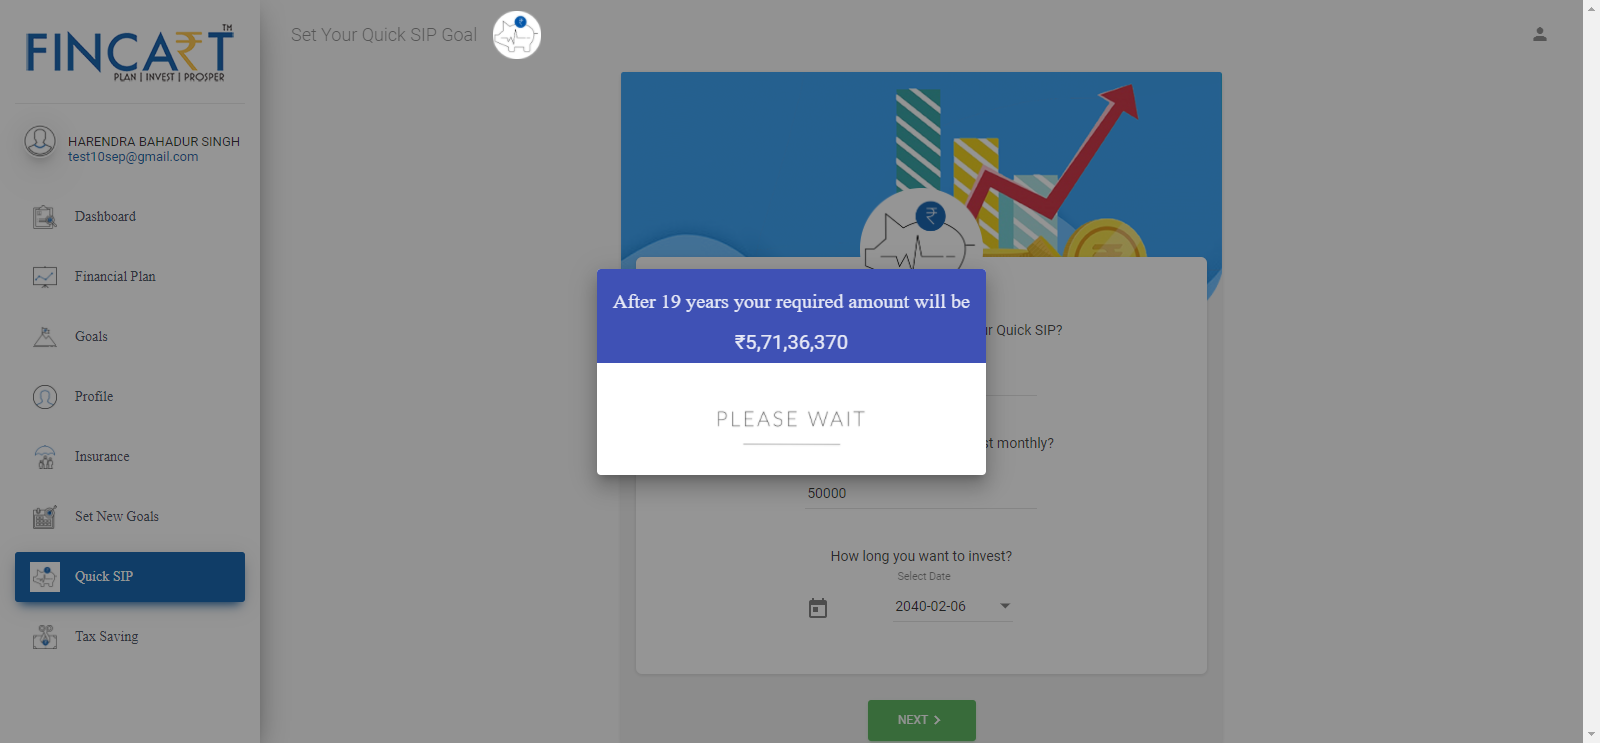 FINCA₹T™
PLAN | INVEST | PROSPER
HARENDRA BAHADUR SINGH
test10sep@gmail.com
Dashboard
Financial Plan
Goals
Profile
Insurance
Set New Goals
Quick SIP
Tax Saving
Set Your Quick SIP Goal
₹
After 19 years your required amount will be
₹5,71,36,370
PLEASE WAIT
Quick SIP?
monthly?
50000
How long you want to invest?
Select Date
2040-02-06
NEXT >